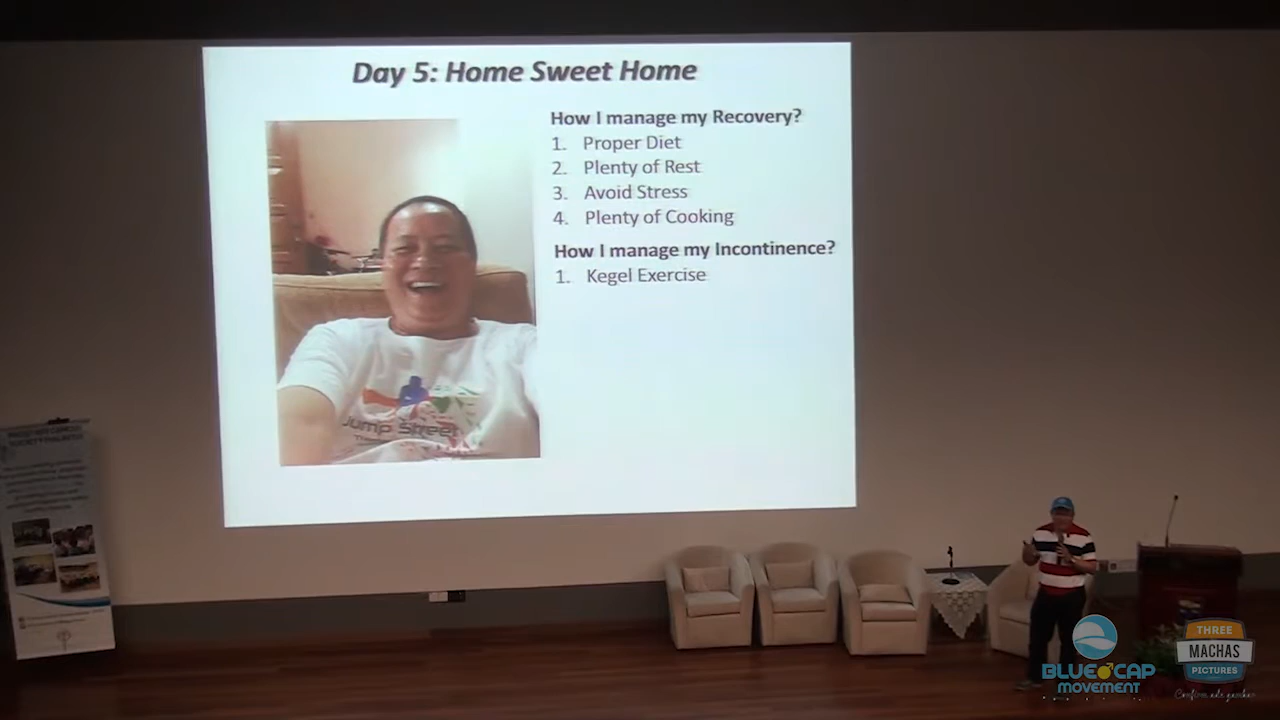 Day 5: Home Sweet Home
How I manage my Recovery?
1. Proper Diet
2. Plenty of Rest
3. Avoid Stress
4. Plenty of Cooking
How I manage my Incontinence?
1. Kegel Exercise
Jump Street
BLUE CAP
MOVEMENT
THREE
MACHAS
PICTURES